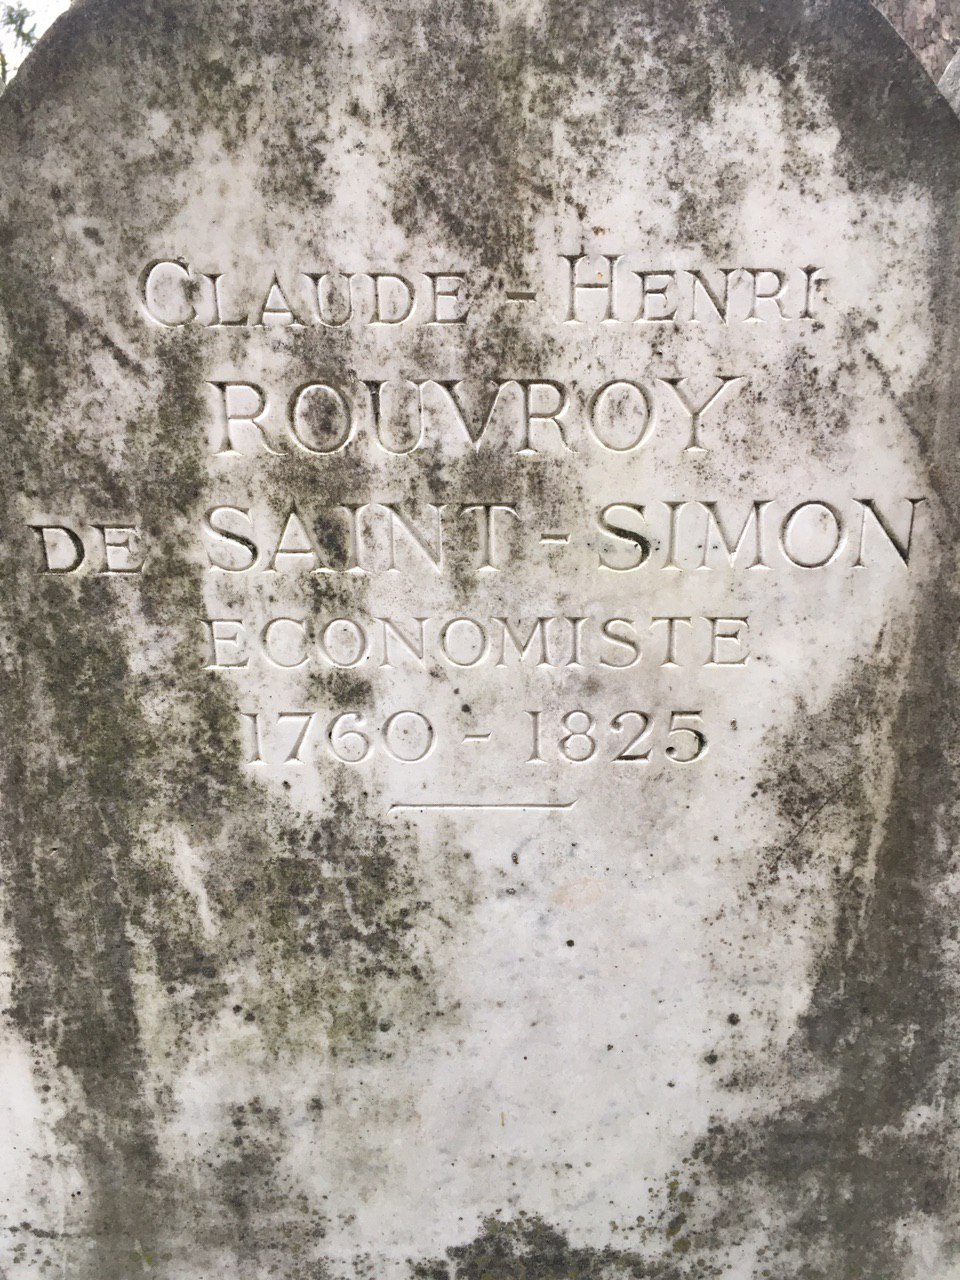 CLAUDE - HENRI
ROUVROY
DE SAINT - SIMON
ECONOMISTE
1760 - 1825